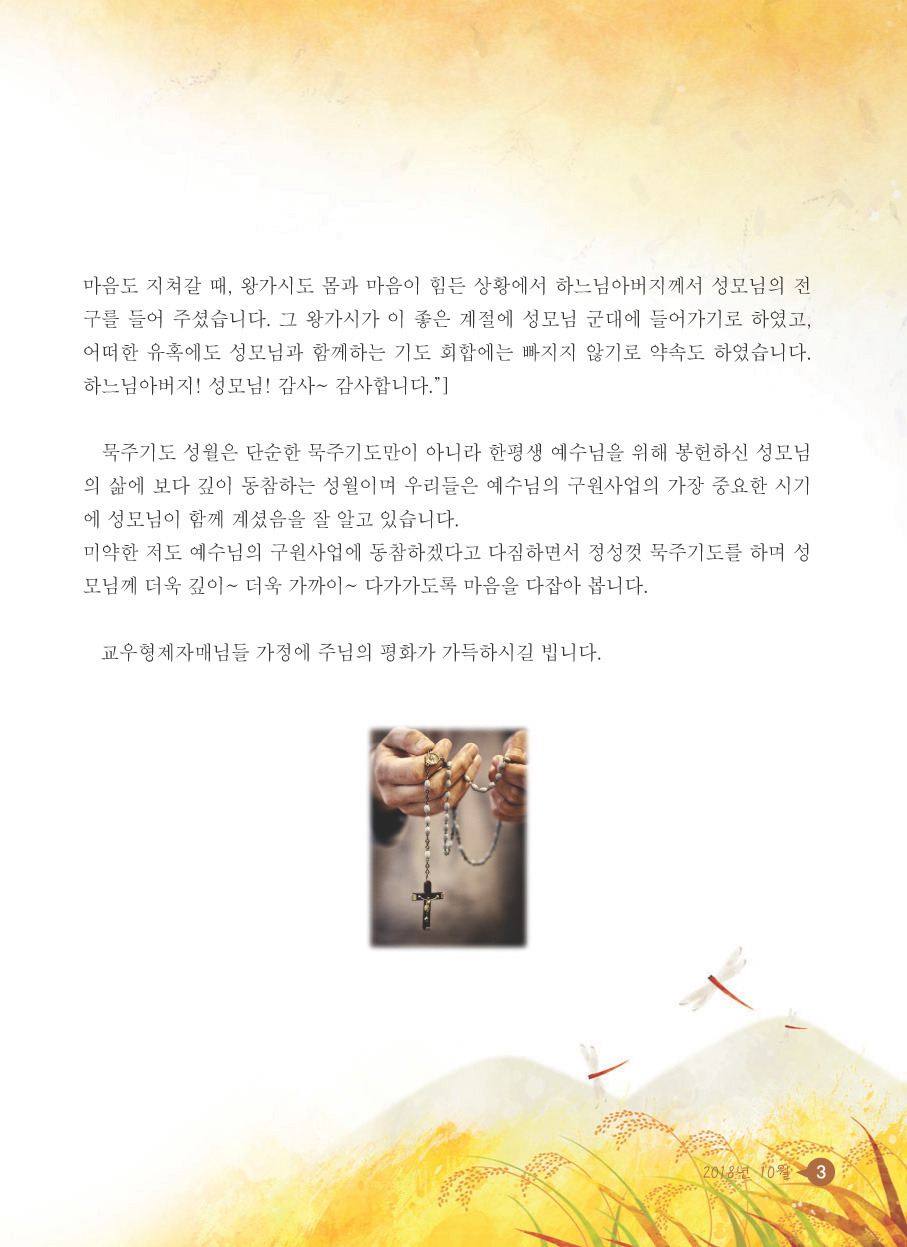 마음도 지쳐갈 때, 왕가시도 몸과 마음이 힘든 상황에서 하느님아버지께서 성모님의 전
구를 들어 주셨습니다. 그 왕가시가 이 좋은 계절에 성모님 군대에 들어가기로 하였고,
어떠한 유혹에도 성모님과 함께하는 기도 회합에는 빠지지 않기로 약속도 하였습니다.
하느님아버지! 성모님! 감사~ 감사합니다.”]
묵주기도 성월은 단순한 묵주기도만이 아니라 한평생 예수님을 위해 봉헌하신 성모님
의 삶에 보다 깊이 동참하는 성월이며 우리들은 예수님의 구원사업의 가장 중요한 시기
에 성모님이 함께 계셨음을 잘 알고 있습니다.
미약한 저도 예수님의 구원사업에 동참하겠다고 다짐하면서 정성껏 묵주기도를 하며 성
모님께 더욱 깊이~ 더욱 가까이~ 다가가도록 마음을 다잡아 봅니다.
교우형제자매님들 가정에 주님의 평화가 가득하시길 빕니다.
2018년 10월 3